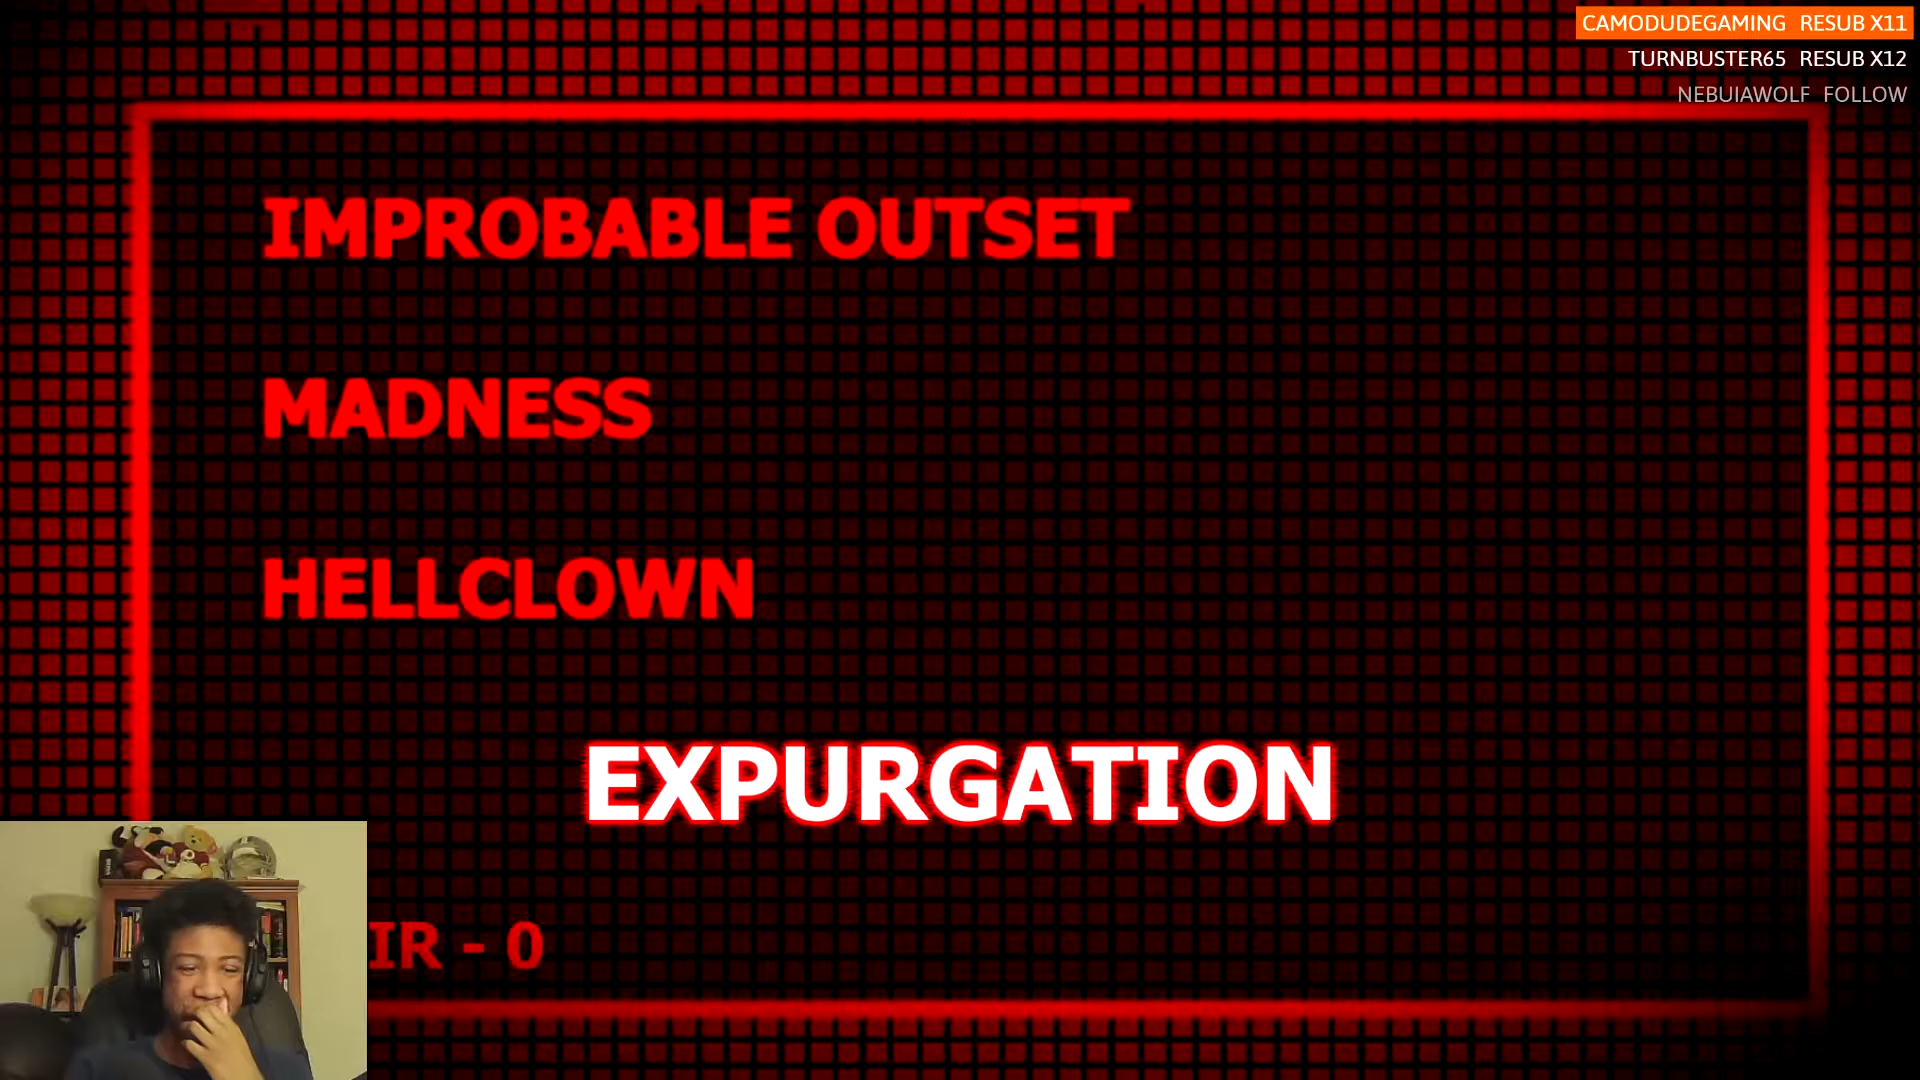 CAMODUDEGAMING RESUB X11
TURNBUSTER65 RESUB X12
NEBUIAWOLF FOLLOW
IMPROBABLE OUTSET
MADNESS
HELLCLOWN
EXPURGATION
IR - 0